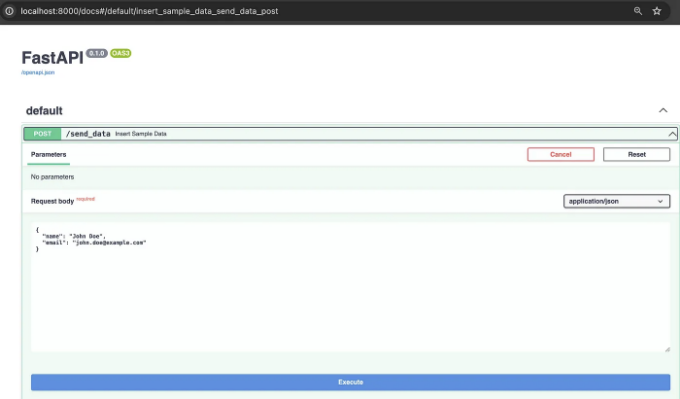 localhost:8000/docs#/default/insert_sample_data_send_data_post
FastAPI 0.1.0 OAS3
/openapi.json
default
POST /send_data Insert Sample Data
Parameters Cancel Reset
No parameters
Request body required application/json
{
"name": "John Doe",
"email": "john.doe@example.com"
}
Execute